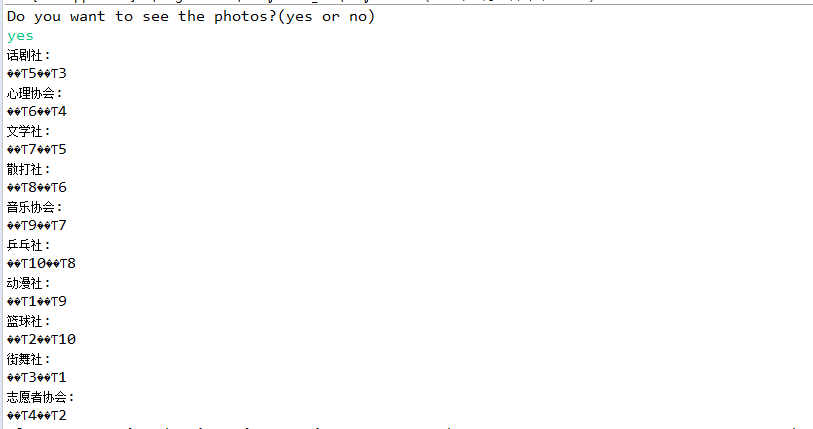 Do you want to see the photos?(yes or no)
yes
话剧社:
��T5��T3
心理协会:
��T6��T4
文学社:
��T7��T5
散打社:
��T8��T6
音乐协会:
��T9��T7
乒乓社:
��T10��T8
动漫社:
��T1��T9
篮球社:
��T2��T10
街舞社:
��T3��T1
志愿者协会:
��T4��T2